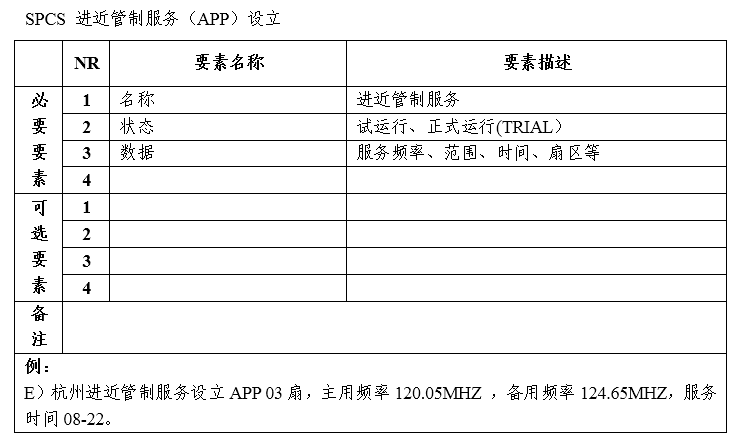 SPCS 进近管制服务（APP）设立
NR 要素名称 要素描述
必要要素
1 名称 进近管制服务
2 状态 试运行、正式运行(TRIAL）
3 数据 服务频率、范围、时间、扇区等
4
可选要素
1
2
3
4
备注
例：
E）杭州进近管制服务设立 APP 03 扇，主用频率 120.05MHZ ，备用频率 124.65MHZ，服务
时间 08-22。